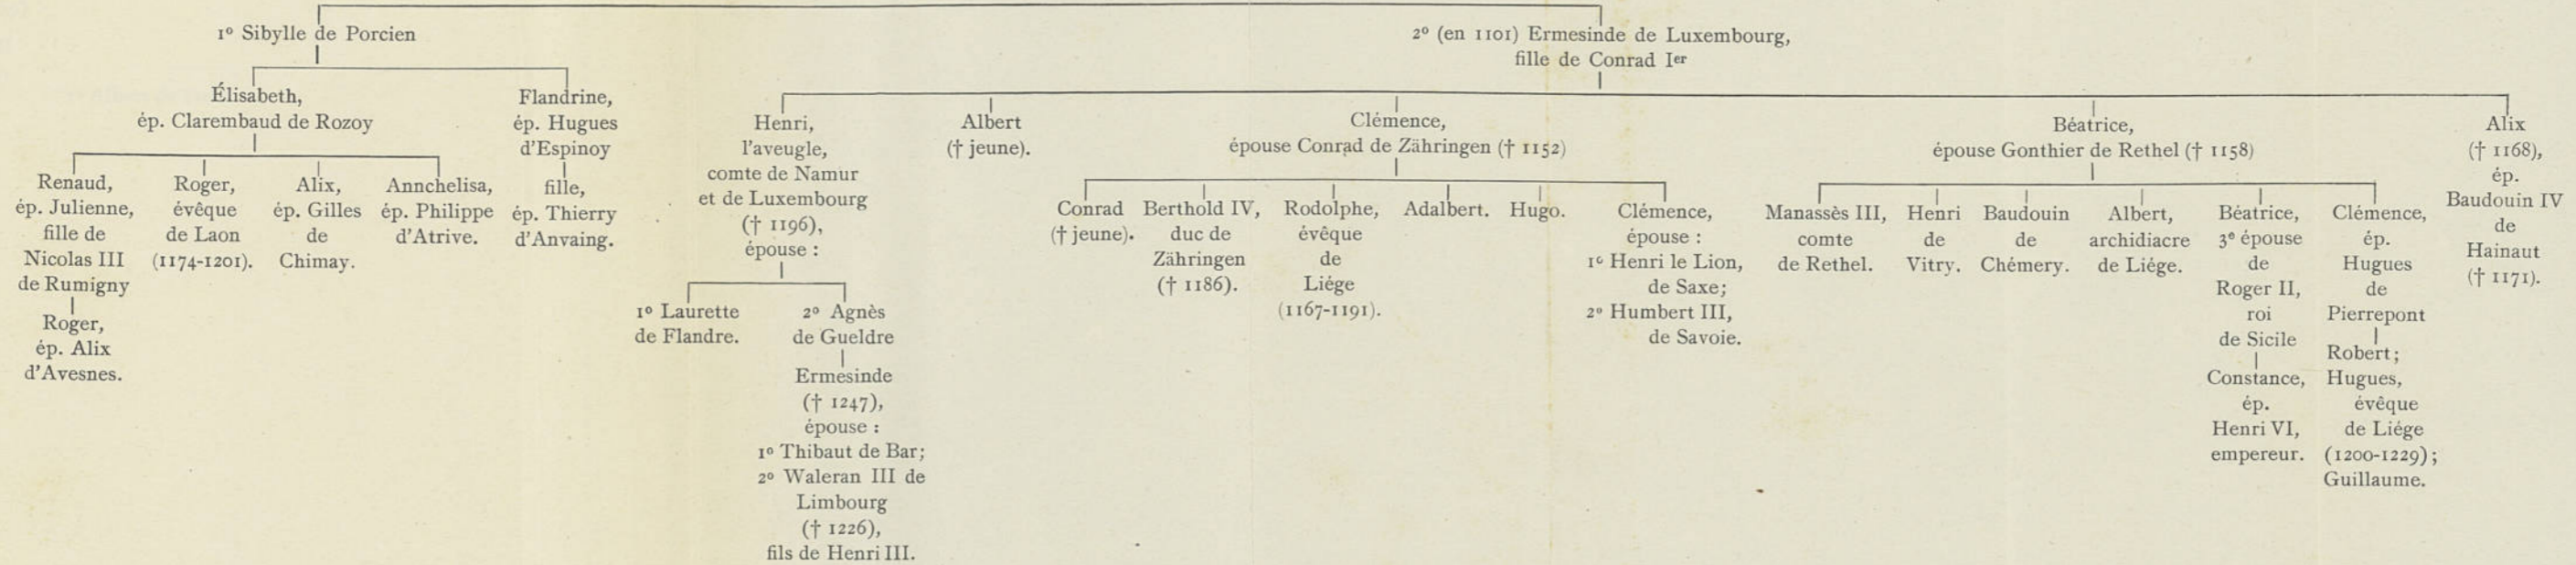 1º Sibylle de Porcien
2º (en 1101) Ermesinde de Luxembourg,
fille de Conrad Ier
Élisabeth,
ép. Clarembaud de Rozoy
Flandrine,
ép. Hugues
d'Espinoy
fille,
ép. Thierry
d'Anvaing.
Renaud,
ép. Julienne,
fille de
Nicolas III
de Rumigny
Roger,
ép. Alix
d'Avesnes.
Roger,
évêque
de Laon
(1174-1201).
Alix,
ép. Gilles
de
Chimay.
Annchelisa,
ép. Philippe
d'Atrive.
Henri,
l'aveugle,
comte de Namur
et de Luxembourg
(† 1196),
épouse :
1º Laurette
de Flandre.
2º Agnès
de Gueldre
Ermesinde
(† 1247),
épouse :
1º Thibaut de Bar;
2º Waleran III de
Limbourg
(† 1226),
fils de Henri III.
Albert
(† jeune).
Clémence,
épouse Conrad de Zähringen († 1152)
Conrad
(† jeune).
Berthold IV,
duc de
Zähringen
(† 1186).
Rodolphe,
évêque
de
Liége
(1167-1191).
Adalbert.
Hugo.
Clémence,
épouse :
1º Henri le Lion,
de Saxe;
2º Humbert III,
de Savoie.
Béatrice,
épouse Gonthier de Rethel († 1158)
Manassès III,
comte
de Rethel.
Henri
de
Vitry.
Baudouin
de
Chémery.
Albert,
archidiacre
de Liége.
Béatrice,
3e épouse
de
Roger II,
roi
de Sicile
Constance,
ép.
Henri VI,
empereur.
Clémence,
ép.
Hugues
de
Pierrepont
Robert;
Hugues,
évêque
de Liége
(1200-1229);
Guillaume.
Alix
(† 1168),
ép.
Baudouin IV
de
Hainaut
(† 1171).